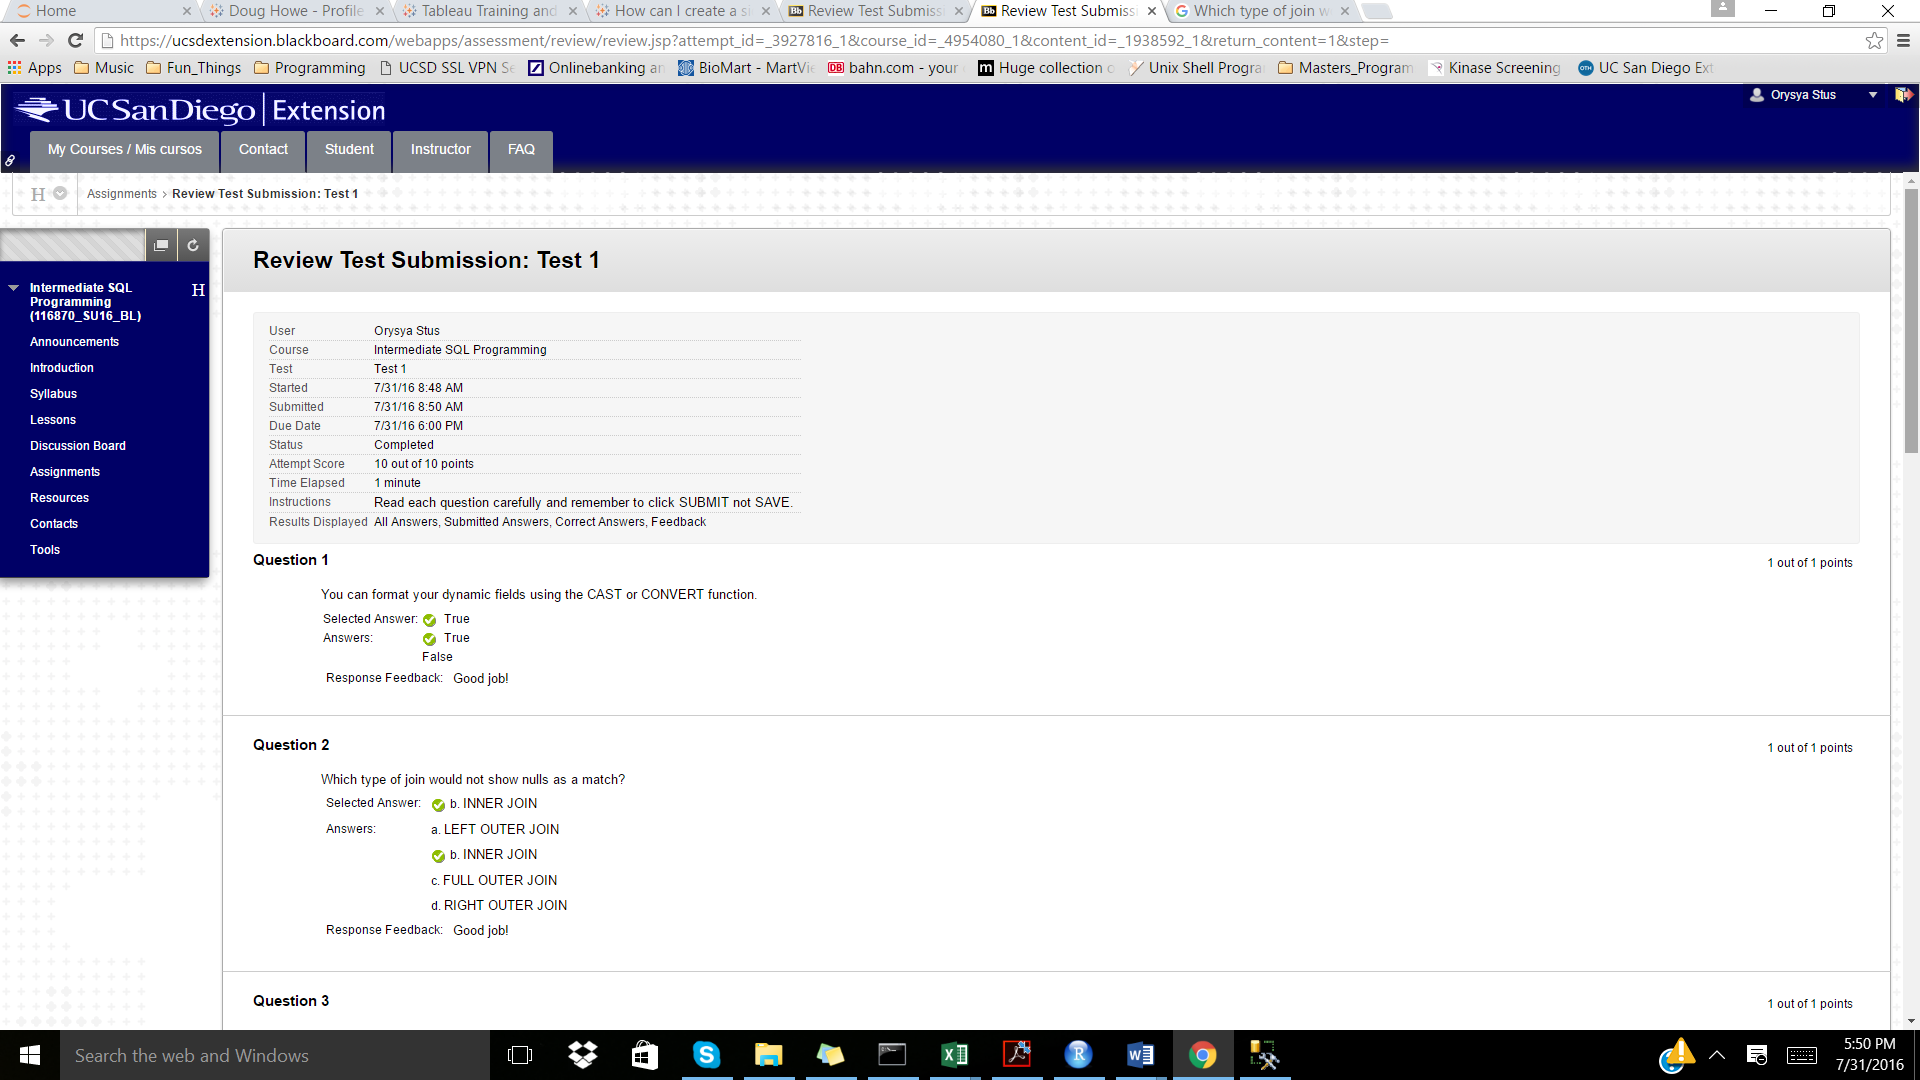 Home
Doug Howe - Profile
Tableau Training and
How can I create a si
Review Test Submiss
Review Test Submiss
Which type of join w
https://ucsdextension.blackboard.com/webapps/assessment/review/review.jsp?attempt_id=_3927816_1&course_id=_4954080_1&content_id=_1938592_1&return_content=1&step=
Apps
Music
Fun_Things
Programming
UCSD SSL VPN Se
Onlinebanking an
BioMart - MartVie
bahn.com - your
Huge collection o
Unix Shell Progra
Masters_Program
Kinase Screening
UC San Diego Ext
UC San Diego | Extension
Orysya Stus
My Courses / Mis cursos
Contact
Student
Instructor
FAQ
H
Assignments > Review Test Submission: Test 1
Intermediate SQL
Programming
(116870_SU16_BL)
H
Announcements
Introduction
Syllabus
Lessons
Discussion Board
Assignments
Resources
Contacts
Tools
Review Test Submission: Test 1
User Orysya Stus
Course Intermediate SQL Programming
Test Test 1
Started 7/31/16 8:48 AM
Submitted 7/31/16 8:50 AM
Due Date 7/31/16 6:00 PM
Status Completed
Attempt Score 10 out of 10 points
Time Elapsed 1 minute
Instructions Read each question carefully and remember to click SUBMIT not SAVE.
Results Displayed All Answers, Submitted Answers, Correct Answers, Feedback
Question 1
1 out of 1 points
You can format your dynamic fields using the CAST or CONVERT function.
Selected Answer: True
Answers: True
False
Response Feedback: Good job!
Question 2
1 out of 1 points
Which type of join would not show nulls as a match?
Selected Answer: b. INNER JOIN
Answers: a. LEFT OUTER JOIN
b. INNER JOIN
c. FULL OUTER JOIN
d. RIGHT OUTER JOIN
Response Feedback: Good job!
Question 3
1 out of 1 points
Search the web and Windows
5:50 PM
7/31/2016